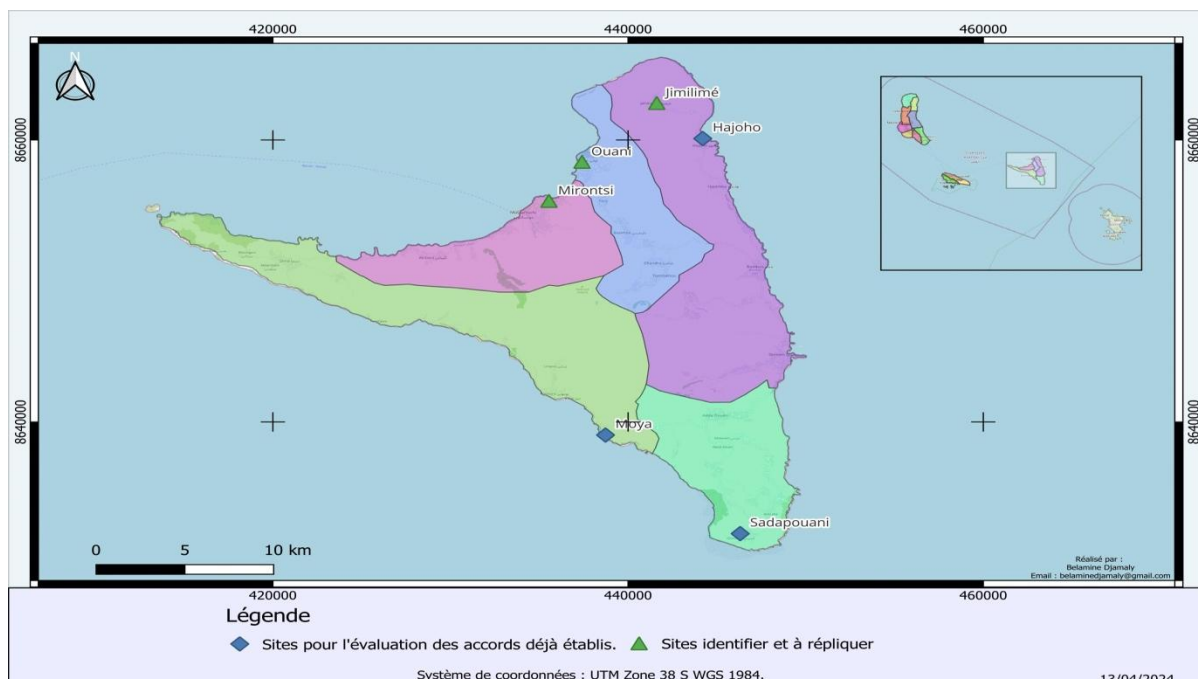 420000 440000 460000
N
Jimilimé
Hajoho
8660000 8660000
Ouani
Mirontsi
8640000 8640000
Moya
Sadapouani
0 5 10 km
Réalisé par :
Belamine Djamaly
Email : belaminedjamaly@gmail.com
420000 440000 460000
Légende
Sites pour l'évaluation des accords déjà établis. Sites identifier et à répliquer
Système de coordonnées : UTM Zone 38 S WGS 1984. 13/04/2024